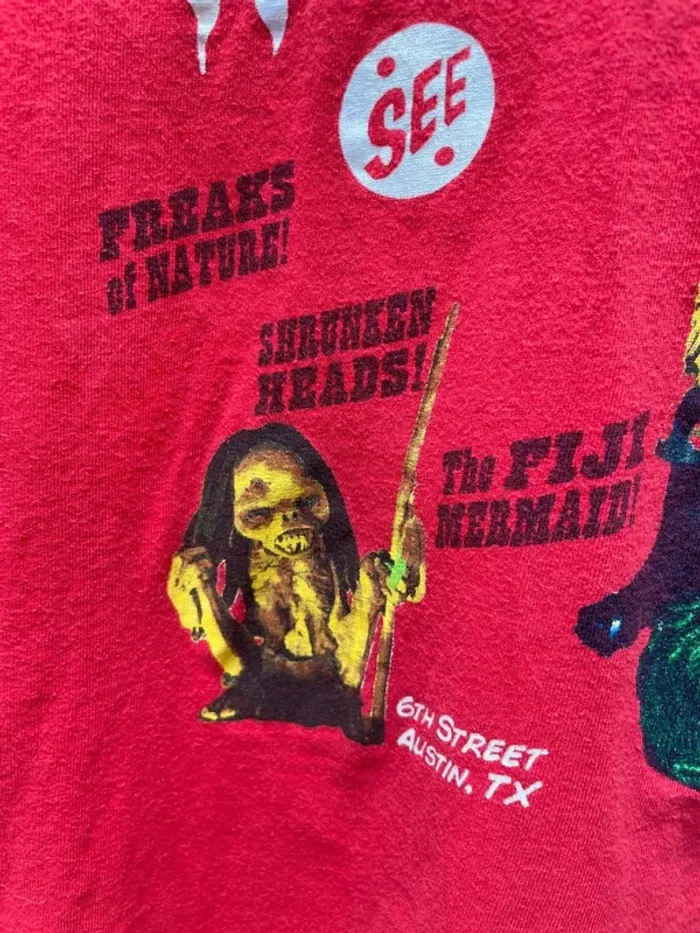 SEE
FREAKS
of NATURE!
SHRUNKEN
HEADS!
The FIJI
MERMAID!
6TH STREET
AUSTIN, TX